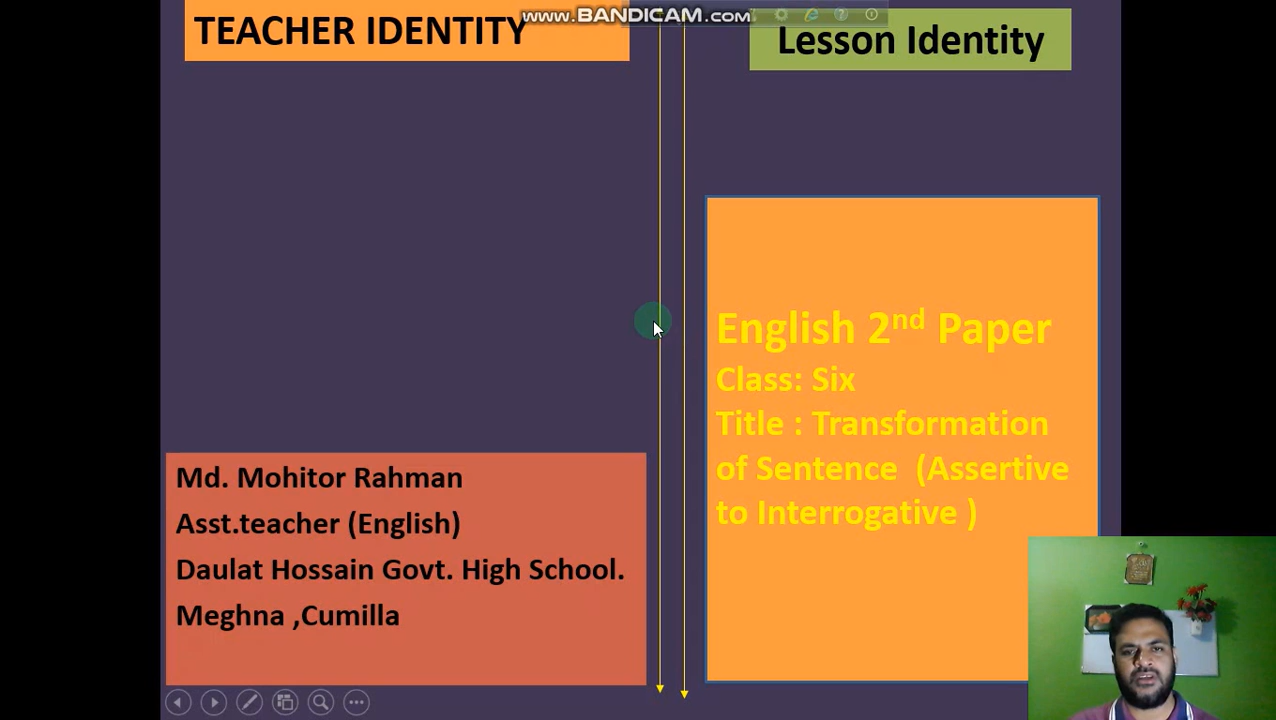 www.BANDICAM.com
TEACHER IDENTITY
Lesson Identity
English 2nd Paper
Class: Six
Title : Transformation
of Sentence (Assertive
to Interrogative )
Md. Mohitor Rahman
Asst.teacher (English)
Daulat Hossain Govt. High School.
Meghna ,Cumilla